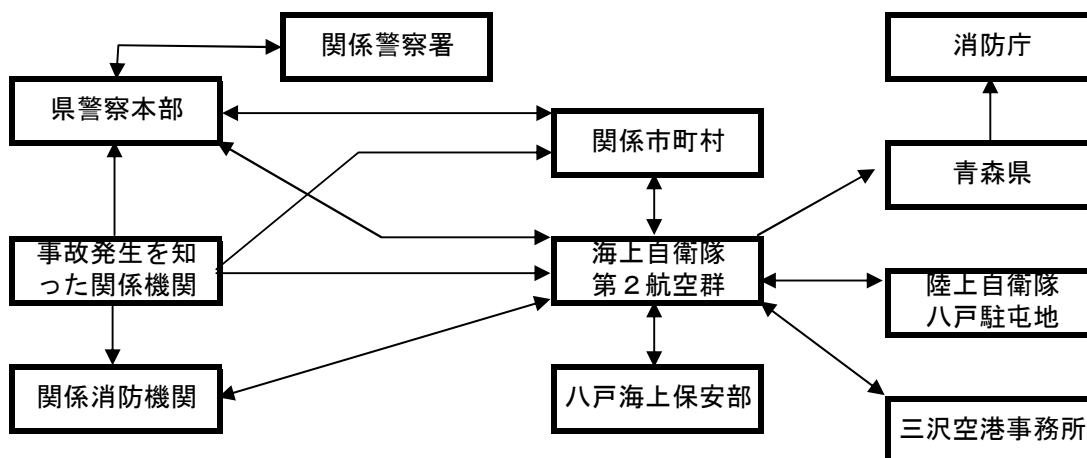 関係警察署
消防庁
県警察本部
関係市町村
青森県
事故発生を知
った関係機関
海上自衛隊
第２航空群
陸上自衛隊
八戸駐屯地
関係消防機関
八戸海上保安部
三沢空港事務所